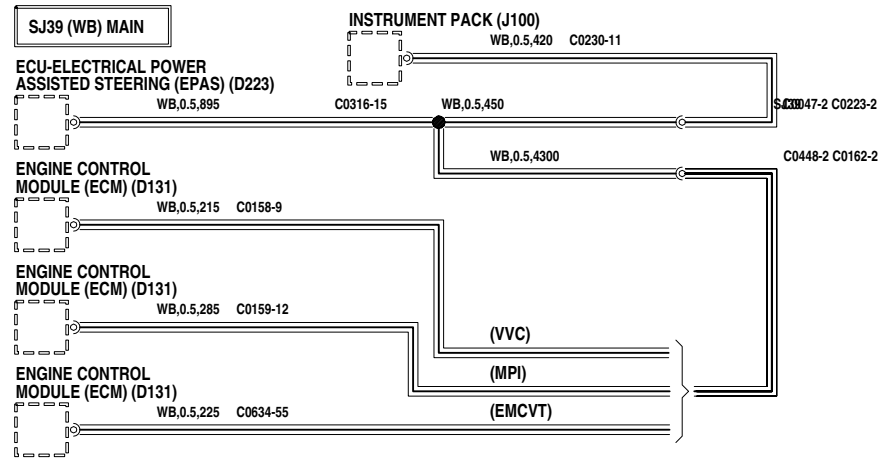 SJ39 (WB) MAIN
INSTRUMENT PACK (J100)
WB,0.5,420 C0230-11
ECU-ELECTRICAL POWER
ASSISTED STEERING (EPAS) (D223)
WB,0.5,895 C0316-15 WB,0.5,450 SJ39 C0047-2 C0223-2
WB,0.5,4300 C0448-2 C0162-2
ENGINE CONTROL
MODULE (ECM) (D131)
WB,0.5,215 C0158-9
ENGINE CONTROL
MODULE (ECM) (D131)
WB,0.5,285 C0159-12
(VVC)
(MPI)
ENGINE CONTROL
MODULE (ECM) (D131)
WB,0.5,225 C0634-55
(EMCVT)